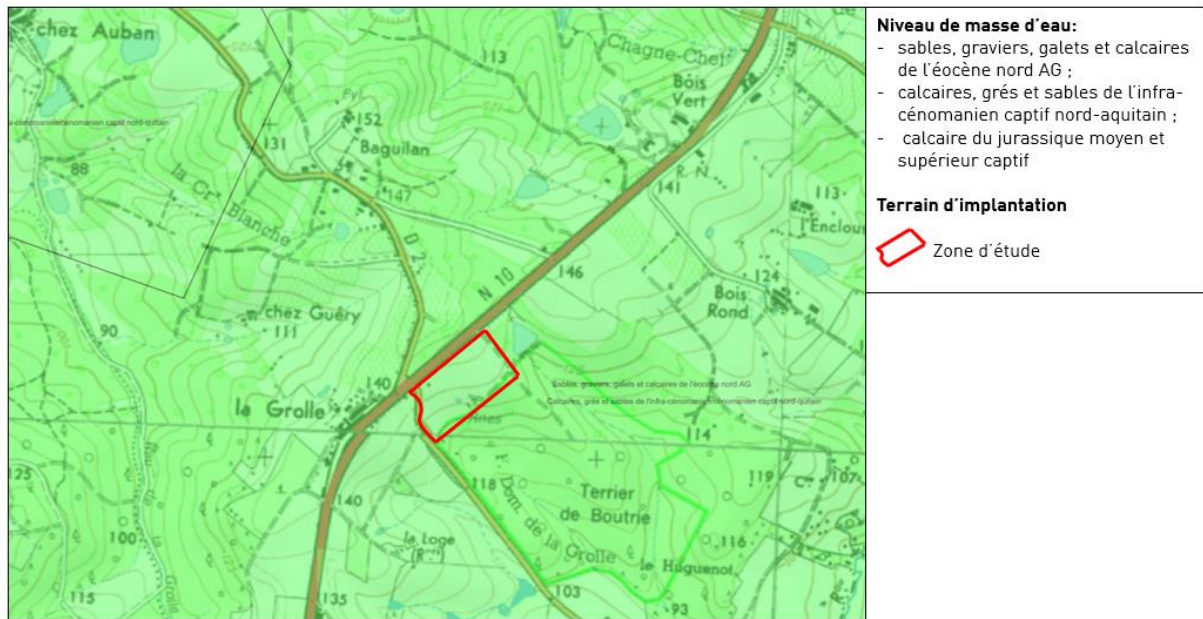 chez Auban
113
Chagne-Chef
Bois
Vert
152
131
Baguilan
147
88
la Cx Blanche
141
R. N
113
l'Enclou
D 2
N 10
146
124
Bois
Rond
chez Guéry
111
90
140
la Grolle
Sables, graviers, galets et calcaires de l'éocène nord AG
Calcaires, grés et sables de l'infra-cénomanien/cénomanien captif nord-aquitain
114
125
118
119
107
140
Terrier
de Boutrie
Dom. de la Grolle
100
la Loge
116
le Huguenot
115
135
103
93
Niveau de masse d'eau:
- sables, graviers, galets et calcaires
de l'éocène nord AG ;
- calcaires, grés et sables de l'infra-
cénomanien captif nord-aquitain ;
- calcaire du jurassique moyen et
supérieur captif
Terrain d'implantation
Zone d'étude